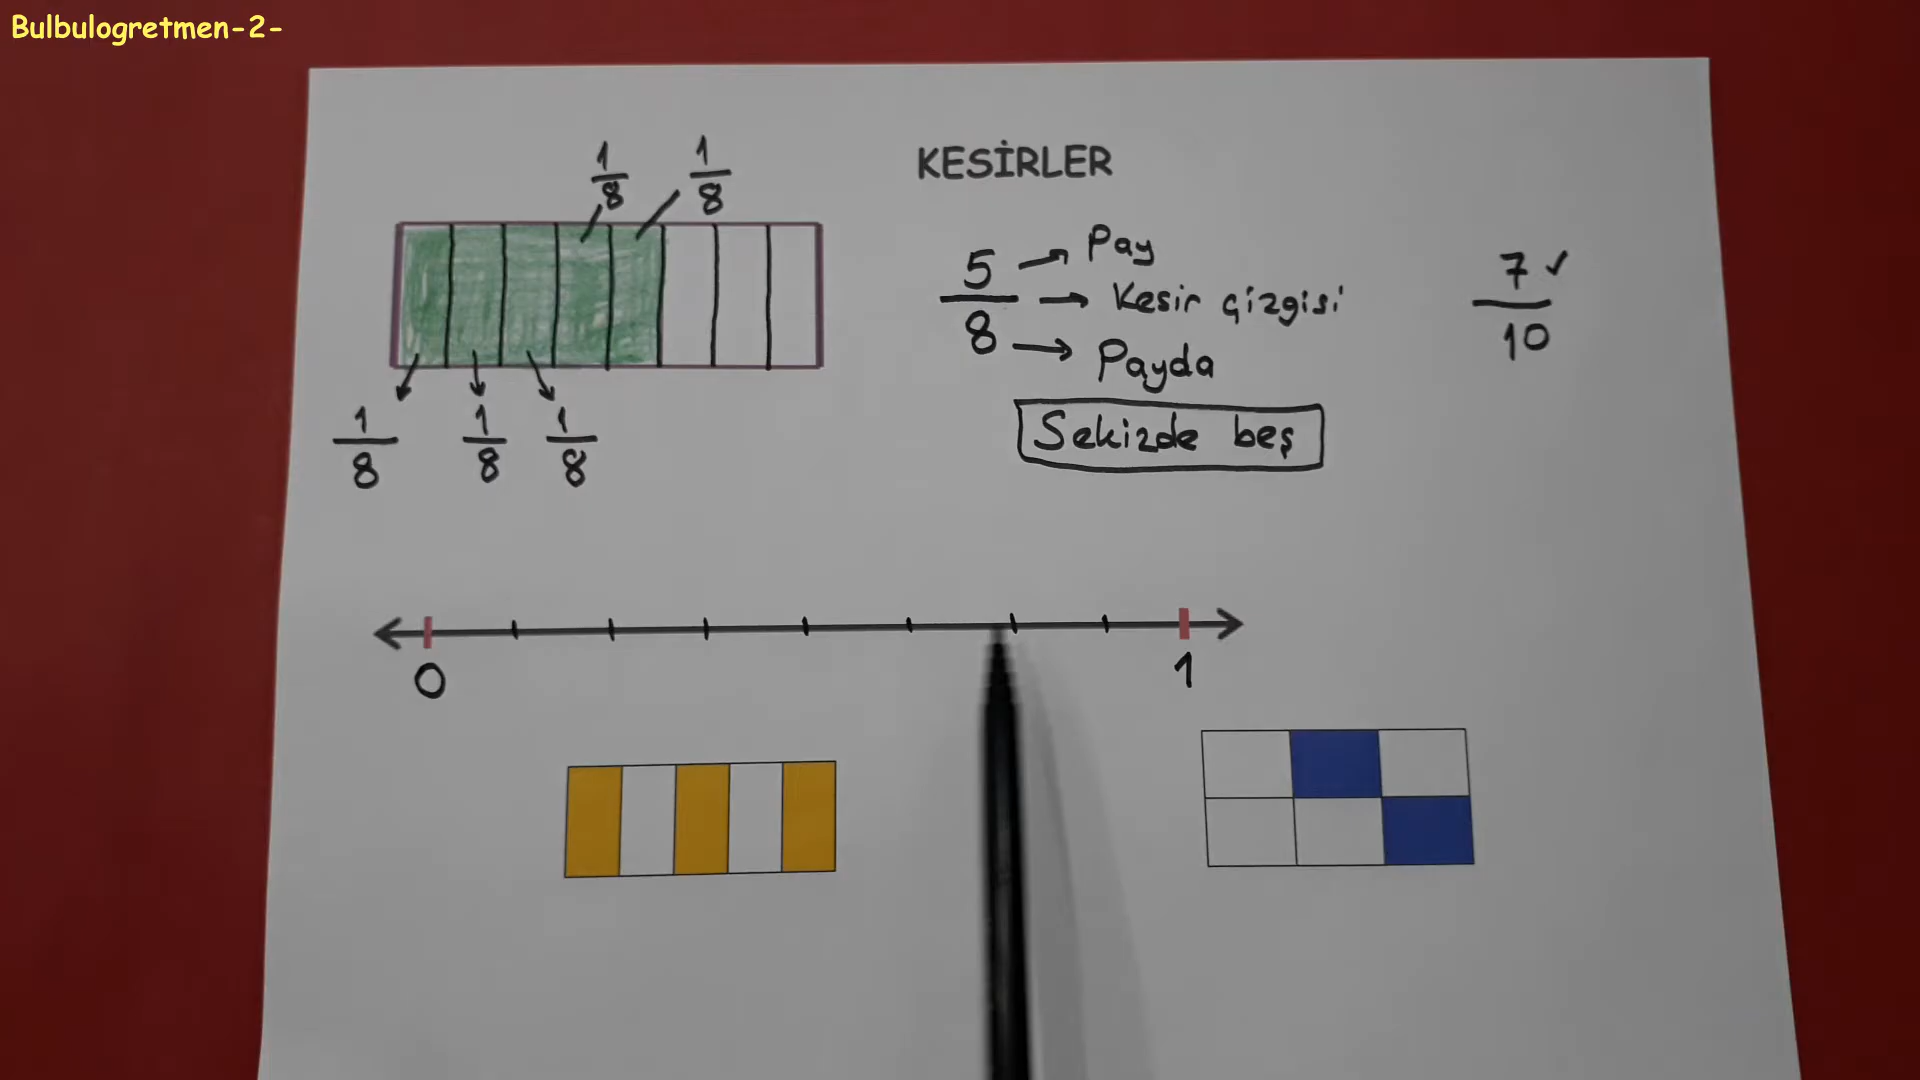 Bulbulogretmen-2-
1/8 1/8
KESİRLER
5 → Pay
→ Kesir çizgisi
8 → Payda
7 ✓
10
Sekizde beş
1/8 1/8 1/8
0 1